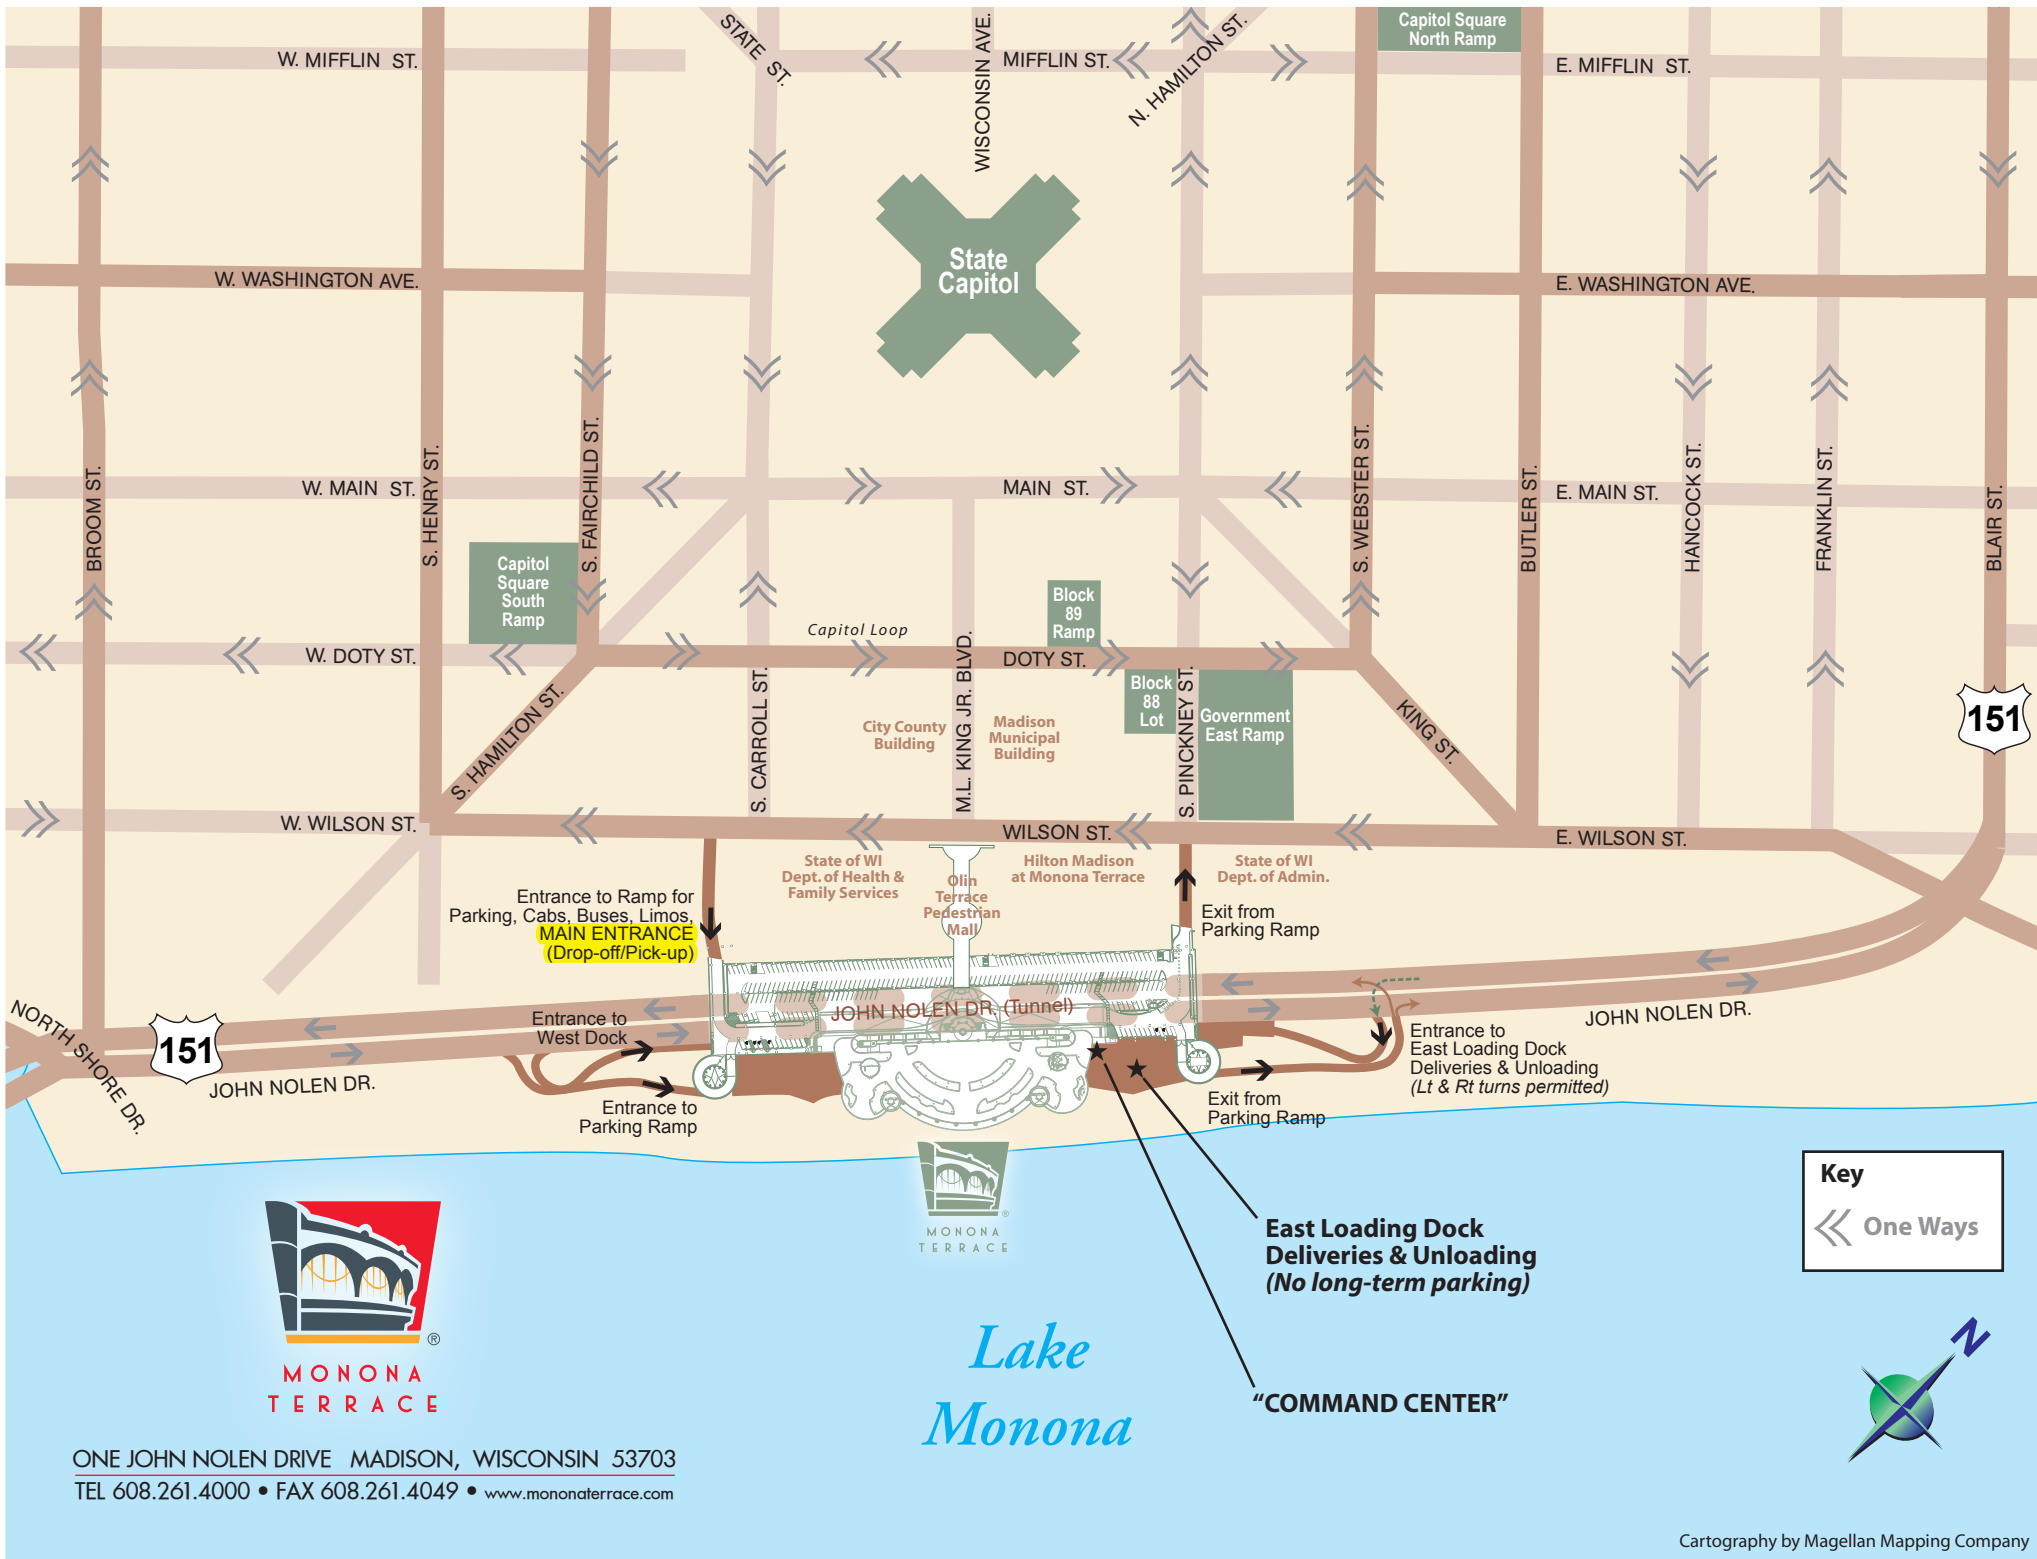 STATE ST.
WISCONSIN AVE.
N. HAMILTON ST.
Capitol Square
North Ramp
W. MIFFLIN ST.
MIFFLIN ST.
E. MIFFLIN ST.
State
Capitol
W. WASHINGTON AVE.
E. WASHINGTON AVE.
BROOM ST.
S. HENRY ST.
S. FAIRCHILD ST.
S. WEBSTER ST.
BUTLER ST.
HANCOCK ST.
FRANKLIN ST.
BLAIR ST.
W. MAIN ST.
MAIN ST.
E. MAIN ST.
Capitol
Square
South
Ramp
Block
89
Ramp
Capitol Loop
W. DOTY ST.
DOTY ST.
S. HAMILTON ST.
S. CARROLL ST.
City County
Building
M.L. KING JR. BLVD.
Madison
Municipal
Building
Block
88
Lot
S. PINCKNEY ST.
Government
East Ramp
KING ST.
151
W. WILSON ST.
WILSON ST.
E. WILSON ST.
State of WI
Dept. of Health &
Family Services
Olin
Terrace
Pedestrian
Mall
Hilton Madison
at Monona Terrace
State of WI
Dept. of Admin.
Entrance to Ramp for
Parking, Cabs, Buses, Limos,
MAIN ENTRANCE
(Drop-off/Pick-up)
Exit from
Parking Ramp
JOHN NOLEN DR. (Tunnel)
NORTH SHORE DR.
151
JOHN NOLEN DR.
Entrance to
West Dock
Entrance to
Parking Ramp
JOHN NOLEN DR.
Entrance to
East Loading Dock
Deliveries & Unloading
(Lt & Rt turns permitted)
Exit from
Parking Ramp
MONONA
TERRACE
®
East Loading Dock
Deliveries & Unloading
(No long-term parking)
Key
One Ways
Lake
Monona
"COMMAND CENTER"
N
®
MONONA
TERRACE
ONE JOHN NOLEN DRIVE MADISON, WISCONSIN 53703
TEL 608.261.4000 • FAX 608.261.4049 • www.mononaterrace.com
Cartography by Magellan Mapping Company